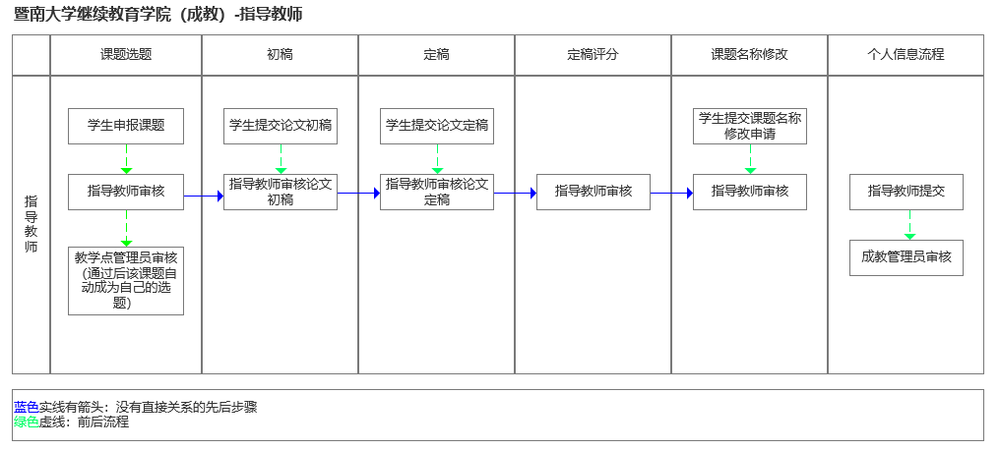 暨南大学继续教育学院（成教）-指导教师
课题选题
初稿
定稿
定稿评分
课题名称修改
个人信息流程
指导教师
学生申报课题
指导教师审核
教学点管理员审核
（通过后该课题自
动成为自己的选
题）
学生提交论文初稿
指导教师审核论文
初稿
学生提交论文定稿
指导教师审核论文
定稿
指导教师审核
学生提交课题名称
修改申请
指导教师审核
指导教师提交
成教管理员审核
蓝色实线有箭头：没有直接关系的先后步骤
绿色虚线：前后流程